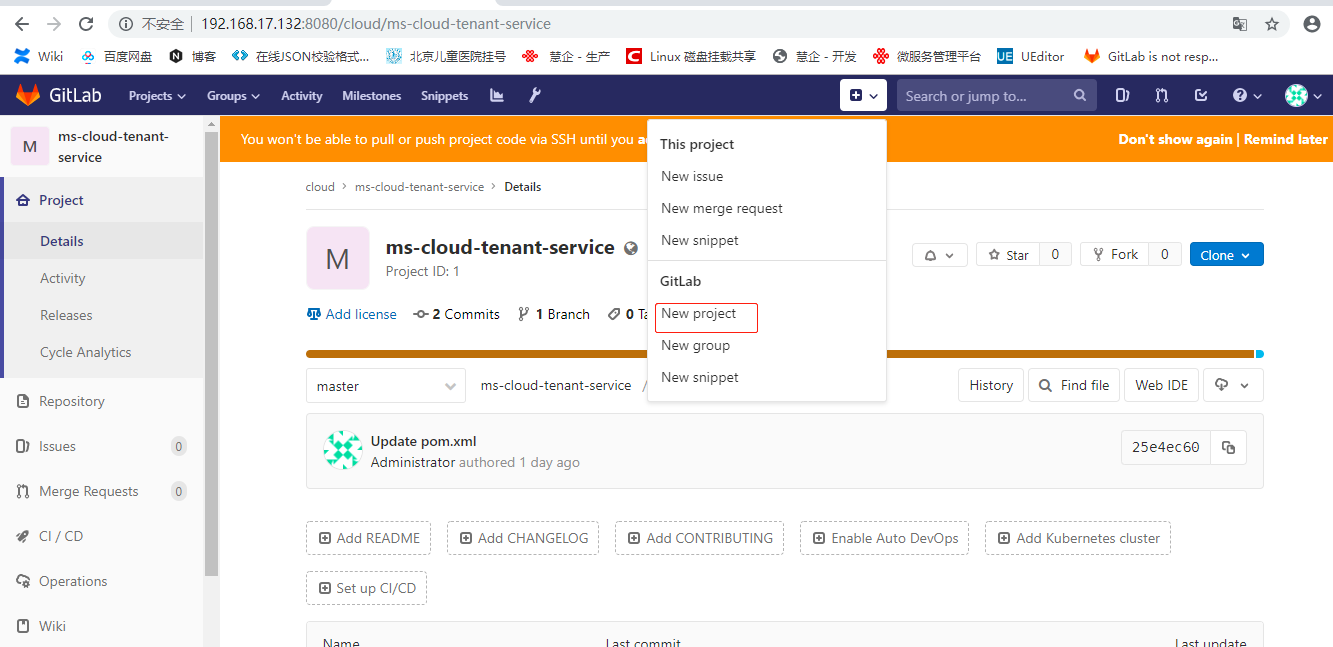 不安全 192.168.17.132:8080/cloud/ms-cloud-tenant-service
Wiki 百度网盘 博客 在线JSON校验格式... 北京儿童医院挂号 慧企 - 生产 Linux 磁盘挂载共享 慧企 - 开发 微服务管理平台 UEditor GitLab is not resp...
GitLab Projects Groups Activity Milestones Snippets Search or jump to...
M ms-cloud-tenant-service
Project
Details
Activity
Releases
Cycle Analytics
Repository
Issues 0
Merge Requests 0
CI / CD
Operations
Wiki
You won't be able to pull or push project code via SSH until you Don't show again | Remind later
This project
New issue
New merge request
New snippet
GitLab
New project
New group
New snippet
cloud > ms-cloud-tenant-service > Details
M
ms-cloud-tenant-service
Project ID: 1
Star 0 Fork 0 Clone
Add license 2 Commits 1 Branch 0
master ms-cloud-tenant-service / History Find file Web IDE
Update pom.xml
Administrator authored 1 day ago
25e4ec60
Add README Add CHANGELOG Add CONTRIBUTING Enable Auto DevOps Add Kubernetes cluster
Set up CI/CD
Name Last commit Last update